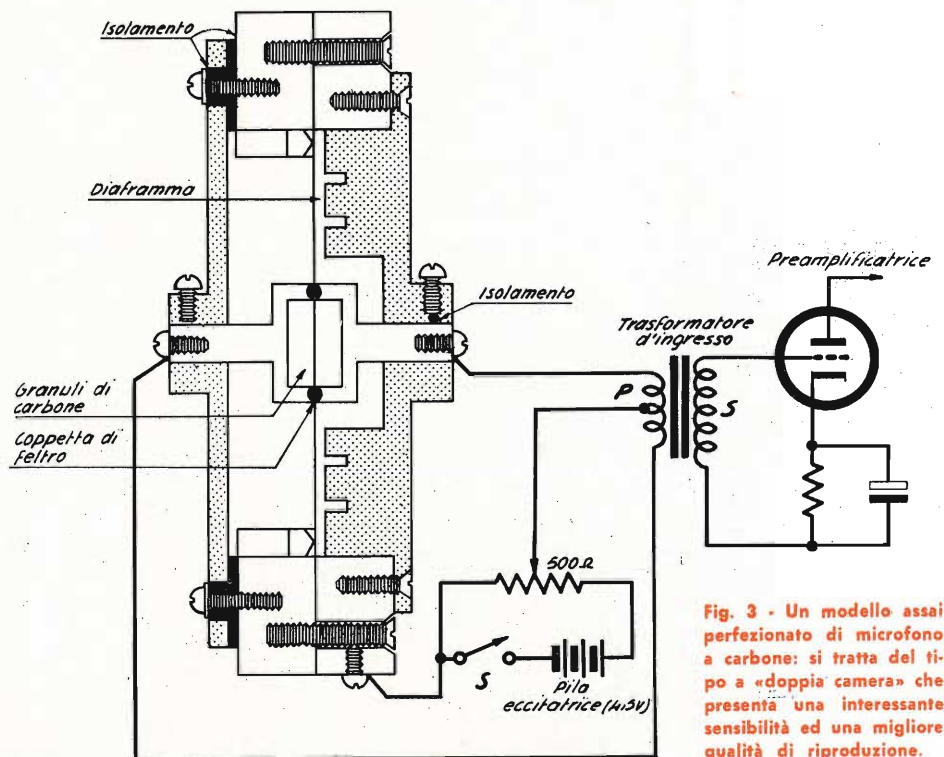 Isolamento
Diaframma
Isolamento
Granuli di
carbone
Coppetta di
feltro
Preamplificatrice
Trasformatore
d'ingresso
P
S
500Ω
S
Pila
eccitatrice (4,5V)
Fig. 3 - Un modello assai
perfezionato di microfono
a carbone: si tratta del ti-
po a «doppia camera» che
presenta una interessante
sensibilità ed una migliore
qualità di riproduzione.